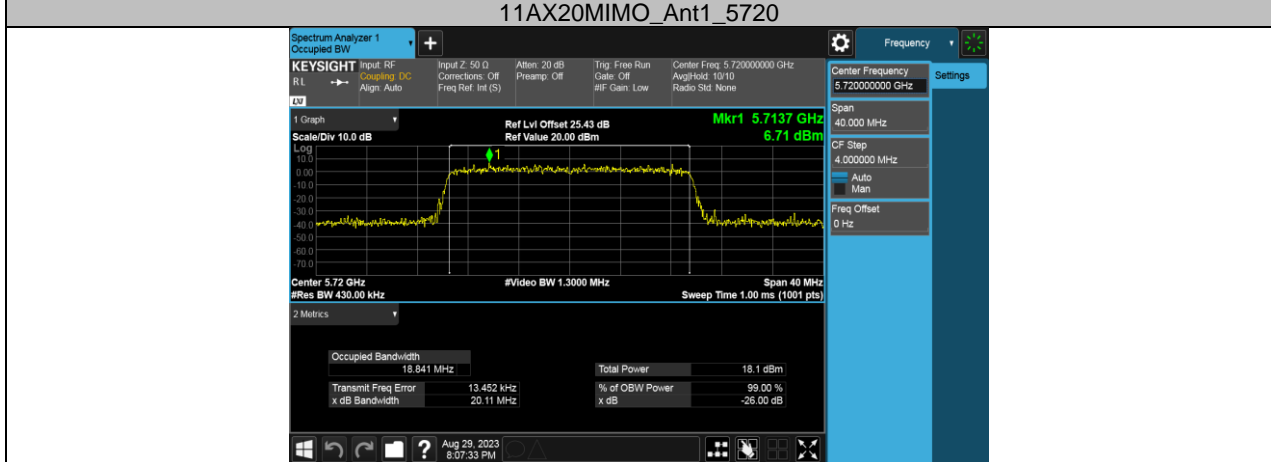 11AX20MIMO_Ant1_5720
Spectrum Analyzer 1
Occupied BW
+
Frequency
KEYSIGHT
RL
LXI
Input: RF
Coupling: DC
Align: Auto
Input Z: 50 Ω
Corrections: Off
Freq Ref: Int (S)
Atten: 20 dB
Preamp: Off
Trig: Free Run
Gate: Off
#IF Gain: Low
Center Freq: 5.720000000 GHz
Avg|Hold: 10/10
Radio Std: None
Center Frequency
5.720000000 GHz
Settings
Span
40.000 MHz
CF Step
4.000000 MHz
Auto
Man
Freq Offset
0 Hz
1 Graph
Scale/Div 10.0 dB
Ref Lvl Offset 25.43 dB
Ref Value 20.00 dBm
Mkr1 5.7137 GHz
6.71 dBm
Log
1
10.0
0.00
-10.0
-20.0
-30.0
-40.0
-50.0
-60.0
-70.0
Center 5.72 GHz
#Video BW 1.3000 MHz
Span 40 MHz
#Res BW 430.00 kHz
Sweep Time 1.00 ms (1001 pts)
2 Metrics
Occupied Bandwidth
18.841 MHz
Total Power 18.1 dBm
Transmit Freq Error 13.452 kHz
% of OBW Power 99.00 %
x dB Bandwidth 20.11 MHz
x dB -26.00 dB
?
Aug 29, 2023
8:07:33 PM